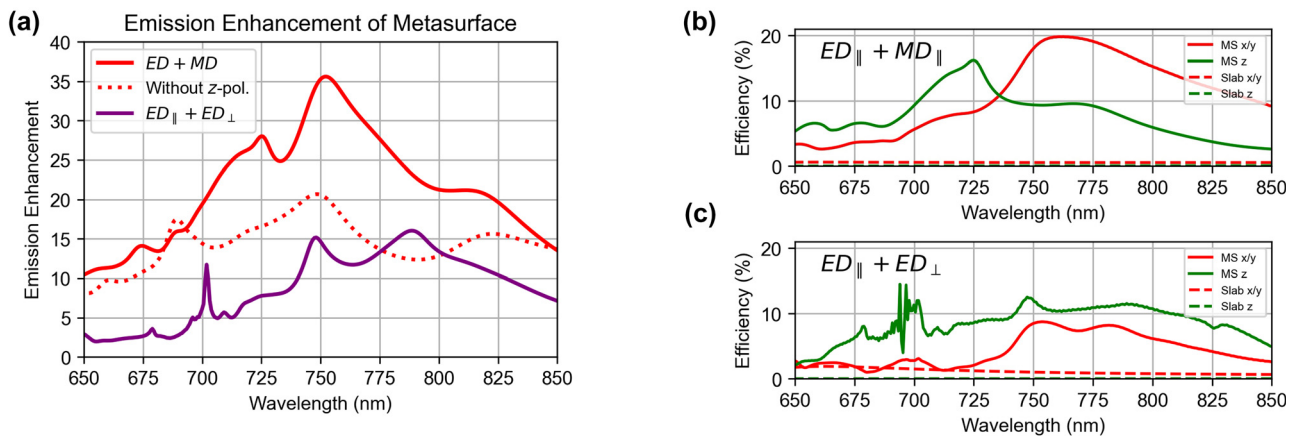 (a)
Emission Enhancement of Metasurface
Emission Enhancement
40
35
30
25
20
15
10
5
0
ED + MD
Without z-pol.
ED∥ + ED⊥
650 675 700 725 750 775 800 825 850
Wavelength (nm)
(b)
Efficiency (%)
20
10
0
ED∥ + MD∥
MS x/y
MS z
Slab x/y
Slab z
650 675 700 725 750 775 800 825 850
Wavelength (nm)
(c)
Efficiency (%)
20
10
0
ED∥ + ED⊥
MS x/y
MS z
Slab x/y
Slab z
650 675 700 725 750 775 800 825 850
Wavelength (nm)